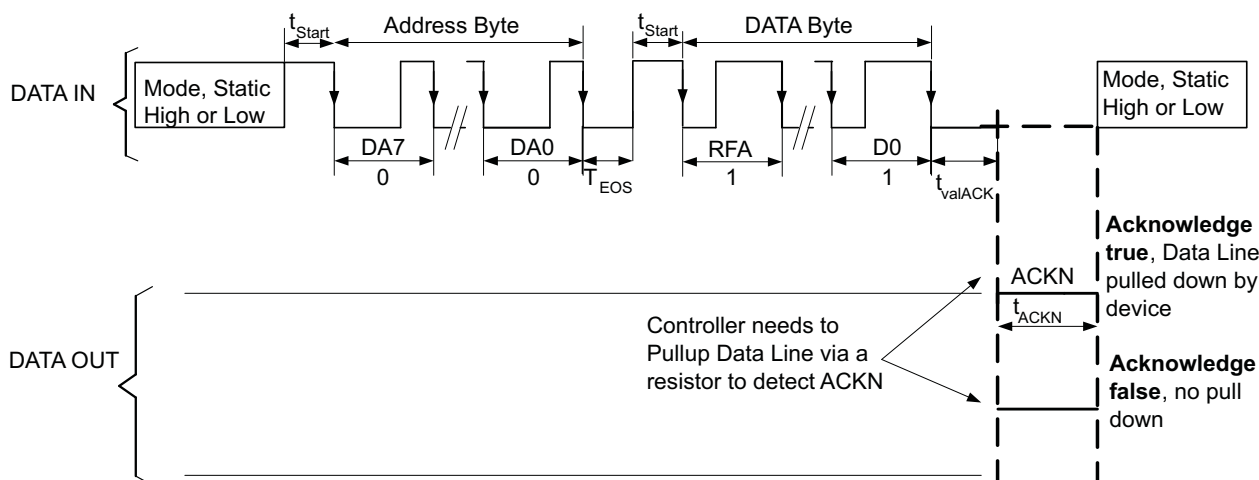 tStart
Address Byte
tStart
DATA Byte
DATA IN
Mode, Static
High or Low
Mode, Static
High or Low
DA7
0
DA0
0
TEOS
RFA
1
D0
1
tvalACK
Acknowledge
true, Data Line
pulled down by
device
ACKN
tACKN
Controller needs to
Pullup Data Line via a
resistor to detect ACKN
DATA OUT
Acknowledge
false, no pull
down